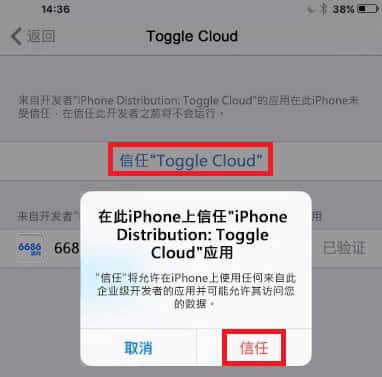 14:36
38%
返回
Toggle Cloud
来自开发者"iPhone Distribution: Toggle Cloud"的应用在此iPhone未
受信任，在信任此开发者之前将不会运行。
信任"Toggle Cloud"
在此iPhone上信任"iPhone
Distribution: Toggle
Cloud"应用
"信任"将允许在iPhone上使用任何来自此
企业级开发者的应用并可能允许其访问您
的数据。
取消
信任
来自开发者"
用
6686
668
已验证